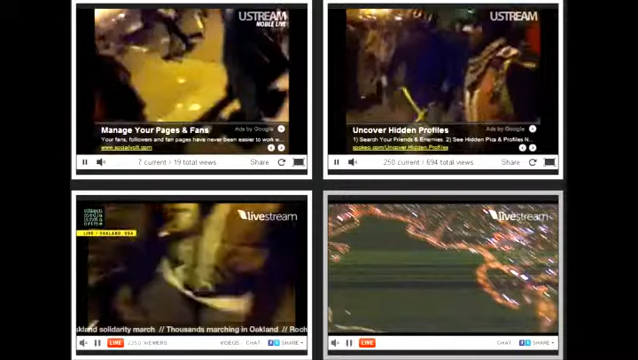 USTREAM
NOBLE LIVE
Manage Your Pages & Fans
Ads by Google
Your fans, followers and fan pages have never been easier to work w...
www.socialvolt.com
7 current / 19 total views
Share
USTREAM
Uncover Hidden Profiles
Ads by Google
1) Search Your Friends & Enemies. 2) See Hidden Pics & Profiles N...
spokeo.com/Uncover Hidden Profiles
250 current / 694 total views
Share
livestream
LIVE / OAKLAND, USA
akland solidarity march // Thousands marching in Oakland // Roch
LIVE
VIEWERS
VIDEOS
CHAT
SHARE
livestream
LIVE
CHAT
SHARE